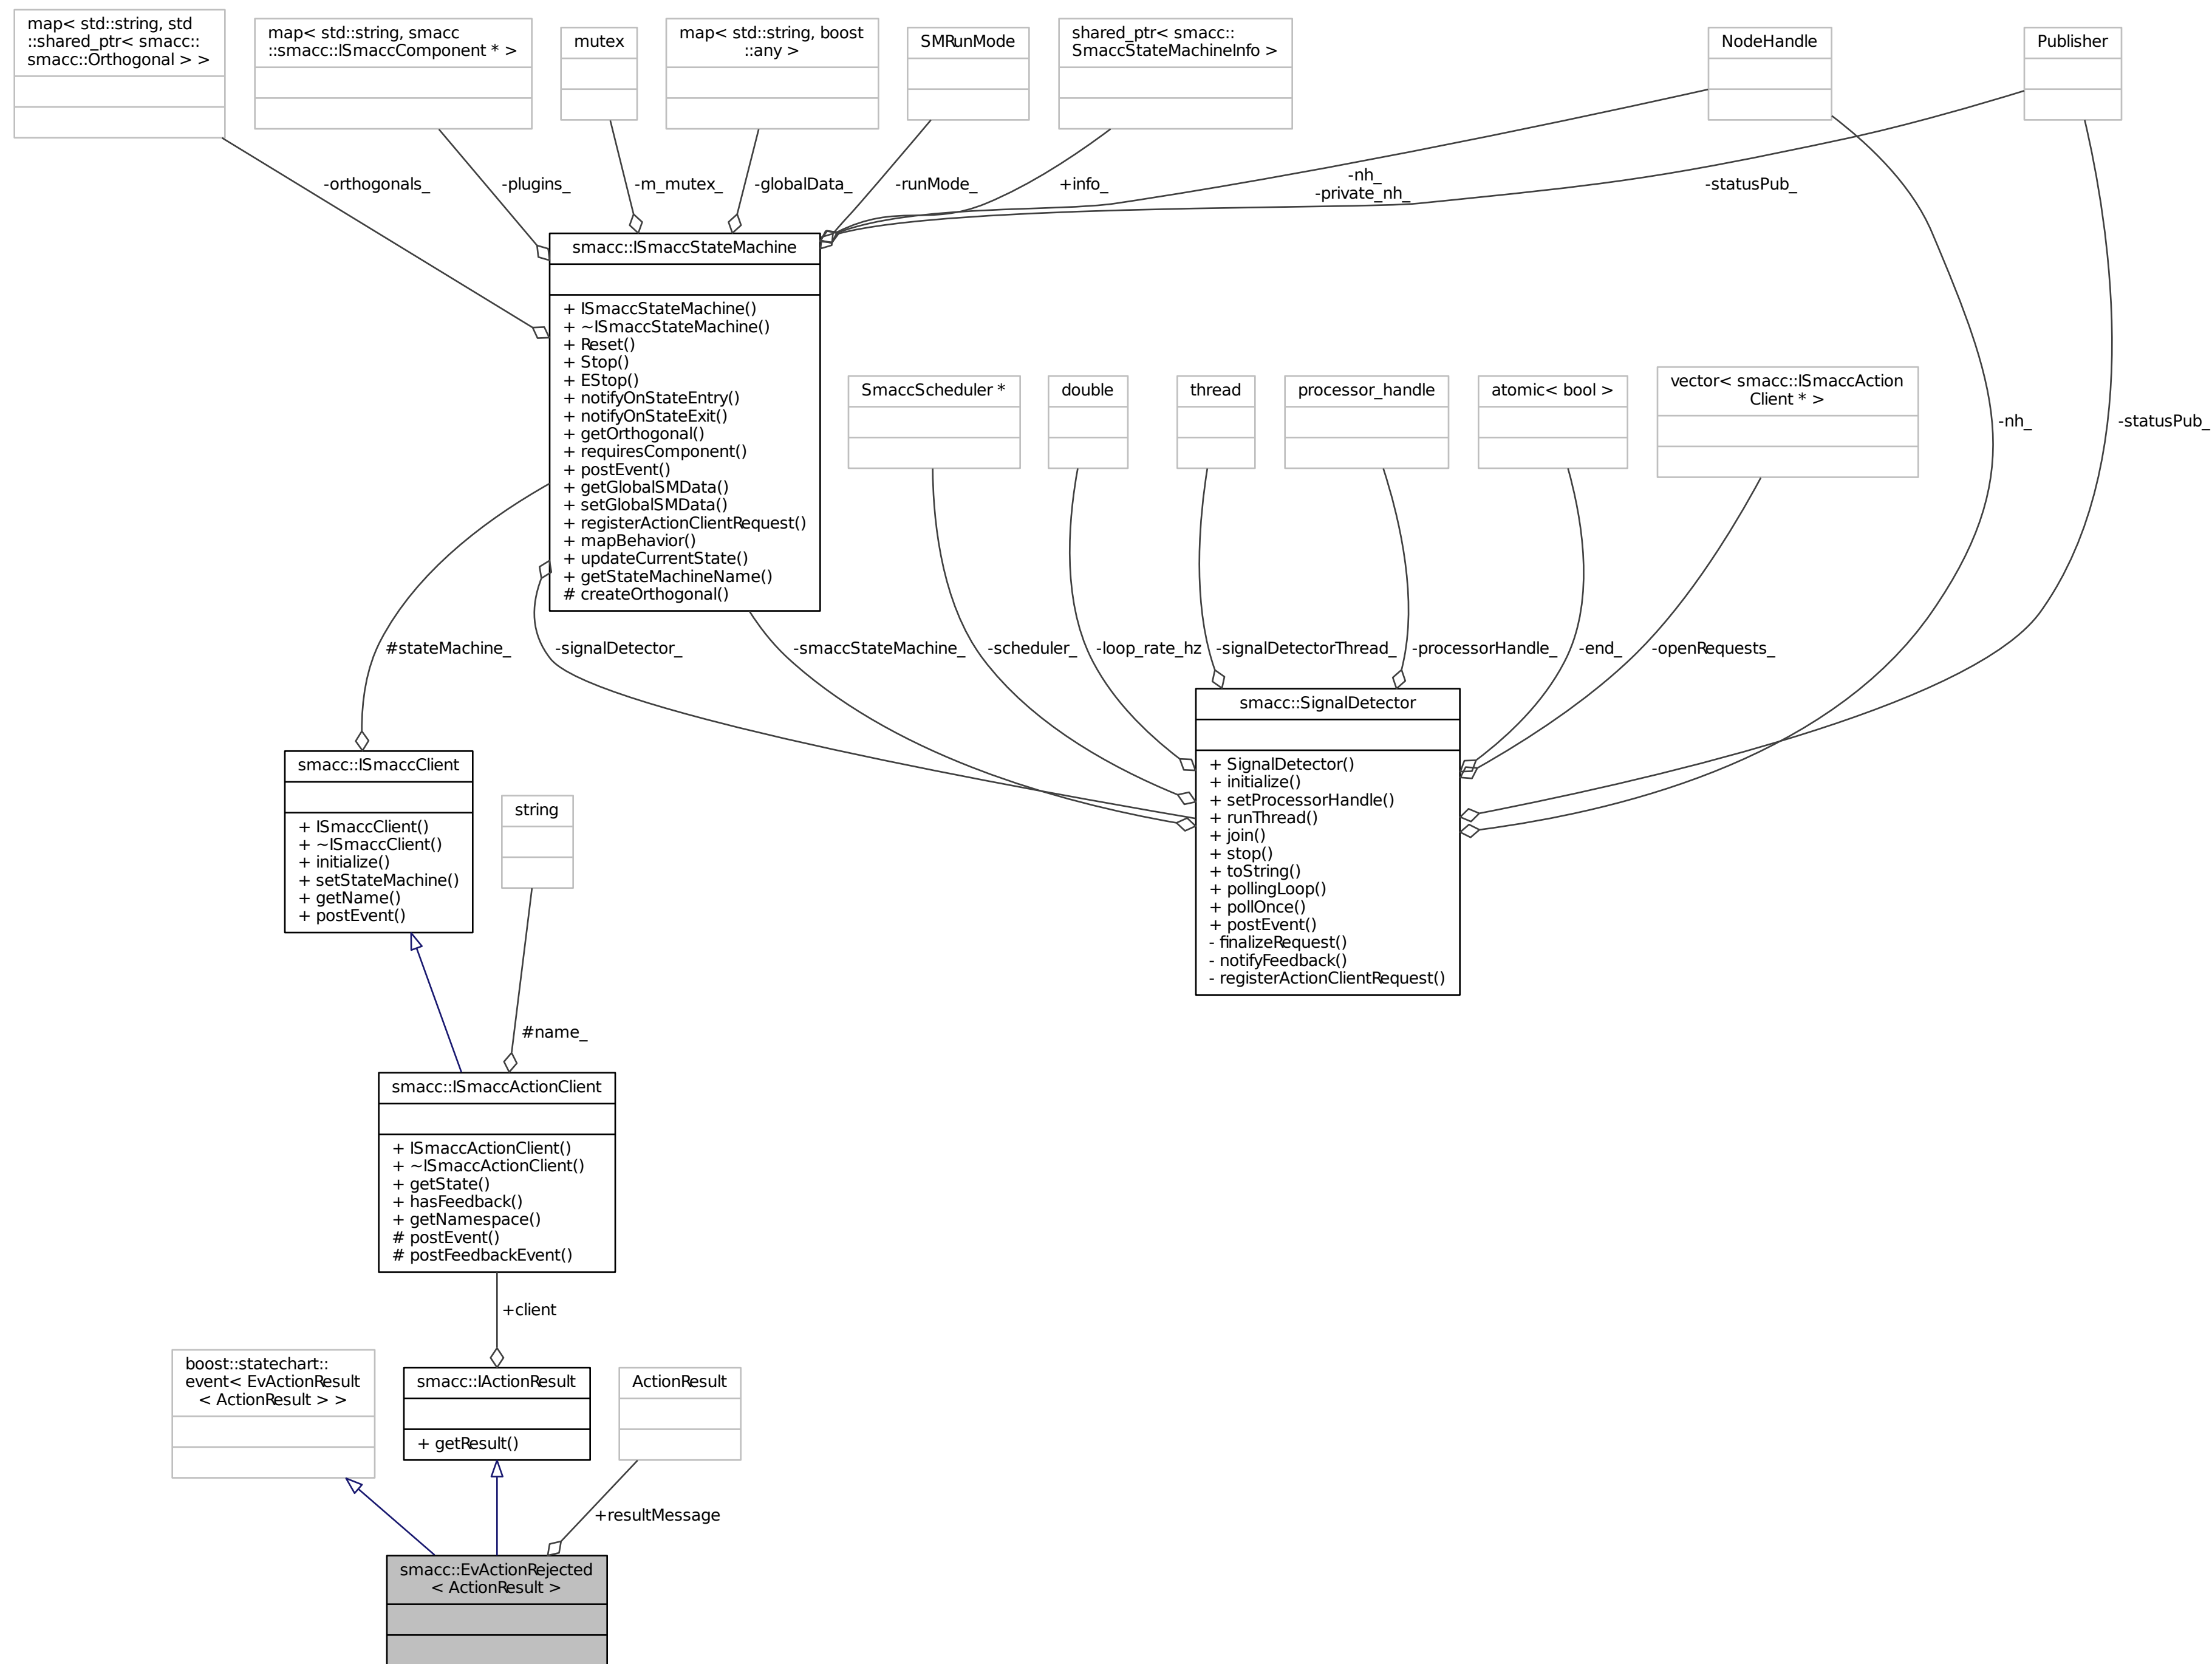 map< std::string, std
::shared_ptr< smacc::
smacc::Orthogonal > >
map< std::string, smacc
::smacc::ISmaccComponent * >
mutex
map< std::string, boost
::any >
SMRunMode
shared_ptr< smacc::
SmaccStateMachineInfo >
NodeHandle
Publisher
-orthogonals_
-plugins_
-m_mutex_
-globalData_
-runMode_
+info_
-nh_
-private_nh_
-statusPub_
smacc::ISmaccStateMachine
+ ISmaccStateMachine()
+ ~ISmaccStateMachine()
+ Reset()
+ Stop()
+ EStop()
+ notifyOnStateEntry()
+ notifyOnStateExit()
+ getOrthogonal()
+ requiresComponent()
+ postEvent()
+ getGlobalSMData()
+ setGlobalSMData()
+ registerActionClientRequest()
+ mapBehavior()
+ updateCurrentState()
+ getStateMachineName()
# createOrthogonal()
SmaccScheduler *
double
thread
processor_handle
atomic< bool >
vector< smacc::ISmaccAction
Client * >
-nh_
-statusPub_
#stateMachine_
-signalDetector_
-smaccStateMachine_
-scheduler_
-loop_rate_hz
-signalDetectorThread_
-processorHandle_
-end_
-openRequests_
smacc::SignalDetector
+ SignalDetector()
+ initialize()
+ setProcessorHandle()
+ runThread()
+ join()
+ stop()
+ toString()
+ pollingLoop()
+ pollOnce()
+ postEvent()
- finalizeRequest()
- notifyFeedback()
- registerActionClientRequest()
smacc::ISmaccClient
+ ISmaccClient()
+ ~ISmaccClient()
+ initialize()
+ setStateMachine()
+ getName()
+ postEvent()
string
#name_
smacc::ISmaccActionClient
+ ISmaccActionClient()
+ ~ISmaccActionClient()
+ getState()
+ hasFeedback()
+ getNamespace()
# postEvent()
# postFeedbackEvent()
+client
boost::statechart::
event< EvActionResult
< ActionResult > >
smacc::IActionResult
+ getResult()
ActionResult
+resultMessage
smacc::EvActionRejected
< ActionResult >